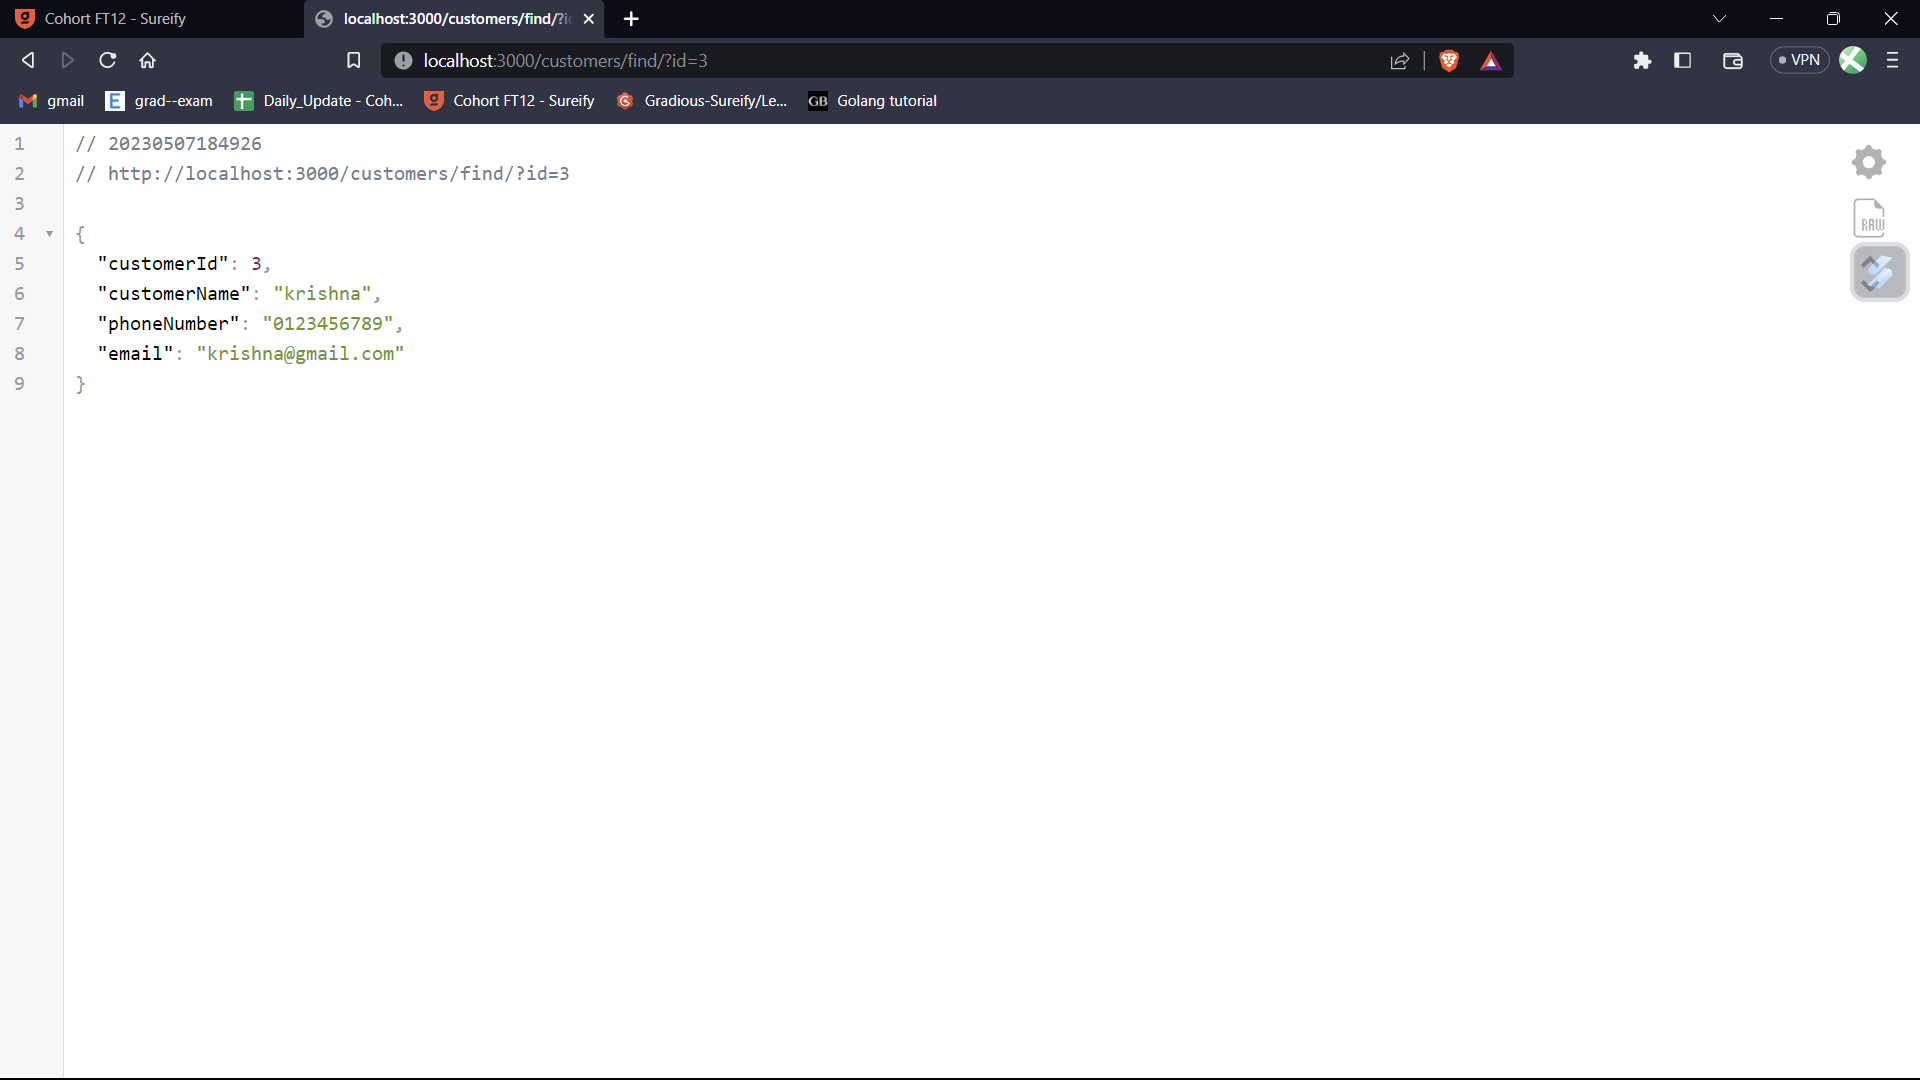 Cohort FT12 - Sureify
localhost:3000/customers/find/?i
localhost:3000/customers/find/?id=3
VPN
gmail
grad--exam
Daily_Update - Coh...
Cohort FT12 - Sureify
Gradious-Sureify/Le...
GB Golang tutorial
1 // 20230507184926
2 // http://localhost:3000/customers/find/?id=3
3
4 {
5 "customerId": 3,
6 "customerName": "krishna",
7 "phoneNumber": "0123456789",
8 "email": "krishna@gmail.com"
9 }
RAW